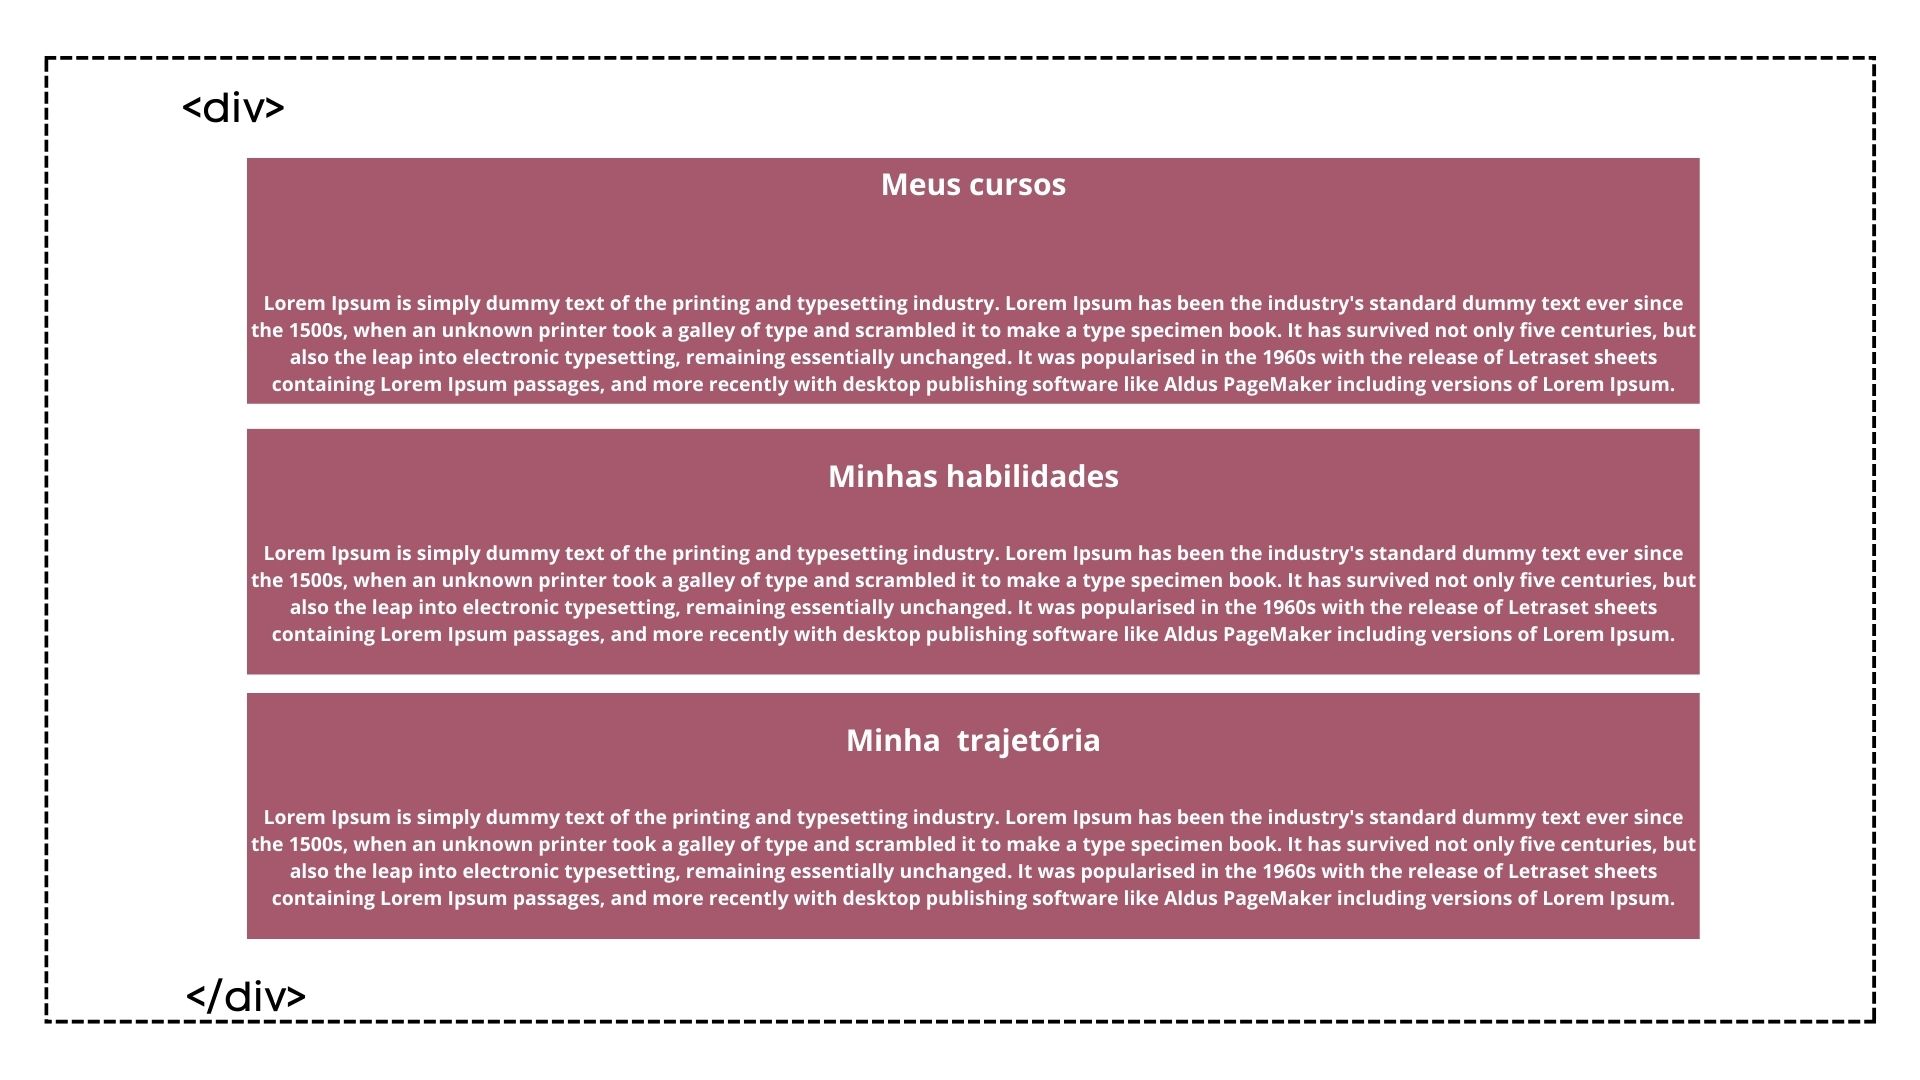 <div>
Meus cursos
Lorem Ipsum is simply dummy text of the printing and typesetting industry. Lorem Ipsum has been the industry's standard dummy text ever since
the 1500s, when an unknown printer took a galley of type and scrambled it to make a type specimen book. It has survived not only five centuries, but
also the leap into electronic typesetting, remaining essentially unchanged. It was popularised in the 1960s with the release of Letraset sheets
containing Lorem Ipsum passages, and more recently with desktop publishing software like Aldus PageMaker including versions of Lorem Ipsum.
Minhas habilidades
Lorem Ipsum is simply dummy text of the printing and typesetting industry. Lorem Ipsum has been the industry's standard dummy text ever since
the 1500s, when an unknown printer took a galley of type and scrambled it to make a type specimen book. It has survived not only five centuries, but
also the leap into electronic typesetting, remaining essentially unchanged. It was popularised in the 1960s with the release of Letraset sheets
containing Lorem Ipsum passages, and more recently with desktop publishing software like Aldus PageMaker including versions of Lorem Ipsum.
Minha  trajetória
Lorem Ipsum is simply dummy text of the printing and typesetting industry. Lorem Ipsum has been the industry's standard dummy text ever since
the 1500s, when an unknown printer took a galley of type and scrambled it to make a type specimen book. It has survived not only five centuries, but
also the leap into electronic typesetting, remaining essentially unchanged. It was popularised in the 1960s with the release of Letraset sheets
containing Lorem Ipsum passages, and more recently with desktop publishing software like Aldus PageMaker including versions of Lorem Ipsum.
</div>